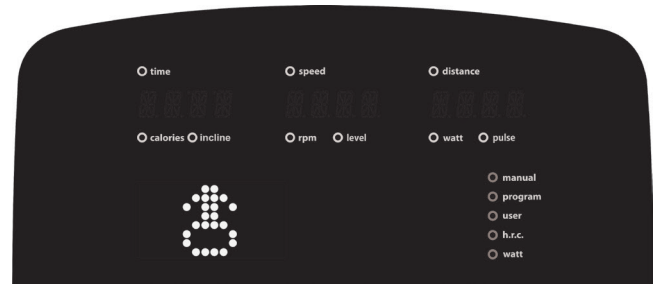 time speed distance
calories incline rpm level watt pulse
manual
program
user
h.r.c.
watt